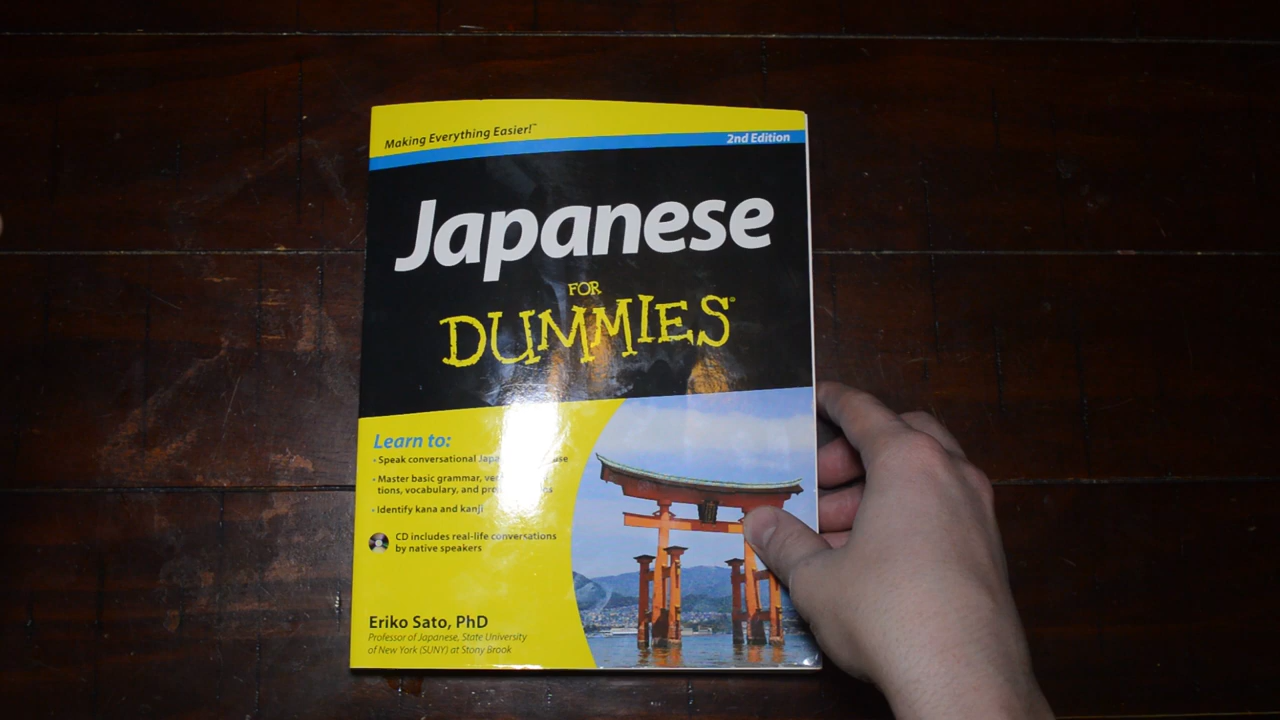 Making Everything Easier!™
2nd Edition
Japanese
FOR
DUMMIES®
Learn to:
• Speak conversational
• Master basic grammar,
tions, vocabulary, and
• Identify kana and kanji
CD includes real-life conversations
by native speakers
Eriko Sato, PhD
Professor of Japanese, State University
of New York (SUNY) at Stony Brook